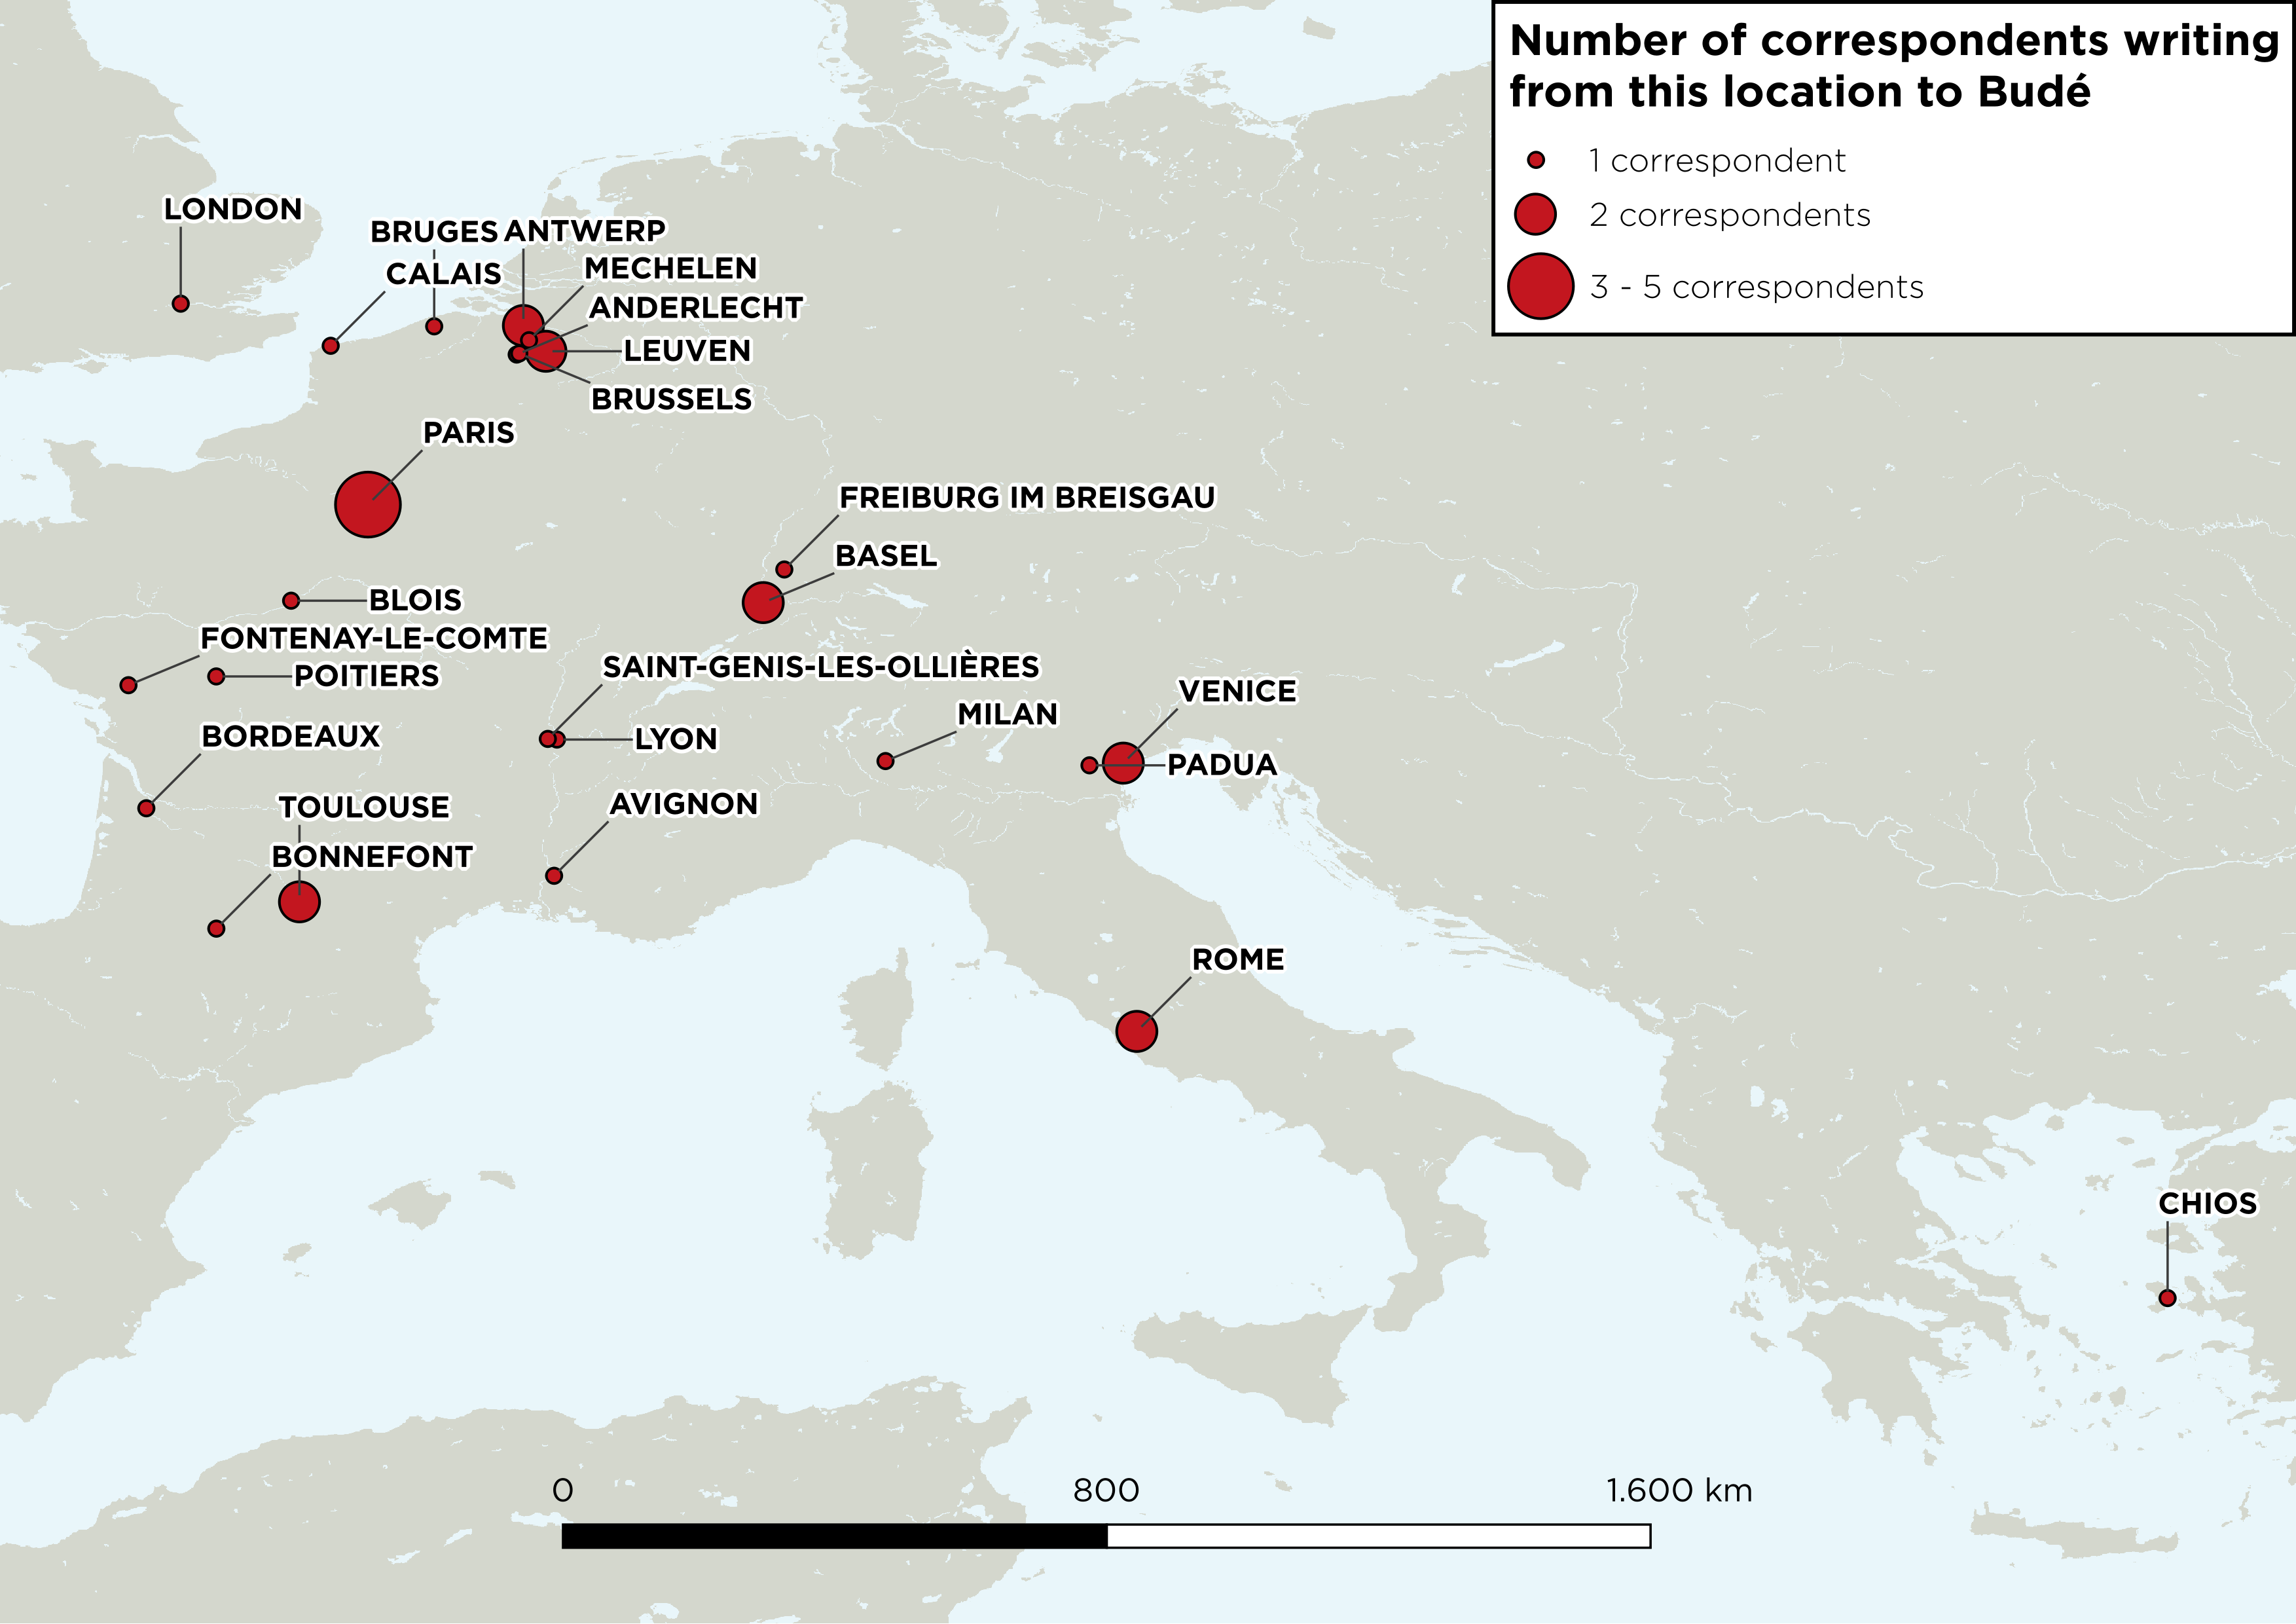 Number of correspondents writing
from this location to Budé
1 correspondent
2 correspondents
3 - 5 correspondents
LONDON
BRUGES
ANTWERP
CALAIS
MECHELEN
ANDERLECHT
LEUVEN
BRUSSELS
PARIS
FREIBURG IM BREISGAU
BASEL
BLOIS
FONTENAY-LE-COMTE
POITIERS
SAINT-GENIS-LES-OLLIÈRES
VENICE
MILAN
BORDEAUX
LYON
PADUA
AVIGNON
TOULOUSE
BONNEFONT
ROME
CHIOS
0 800 1.600 km